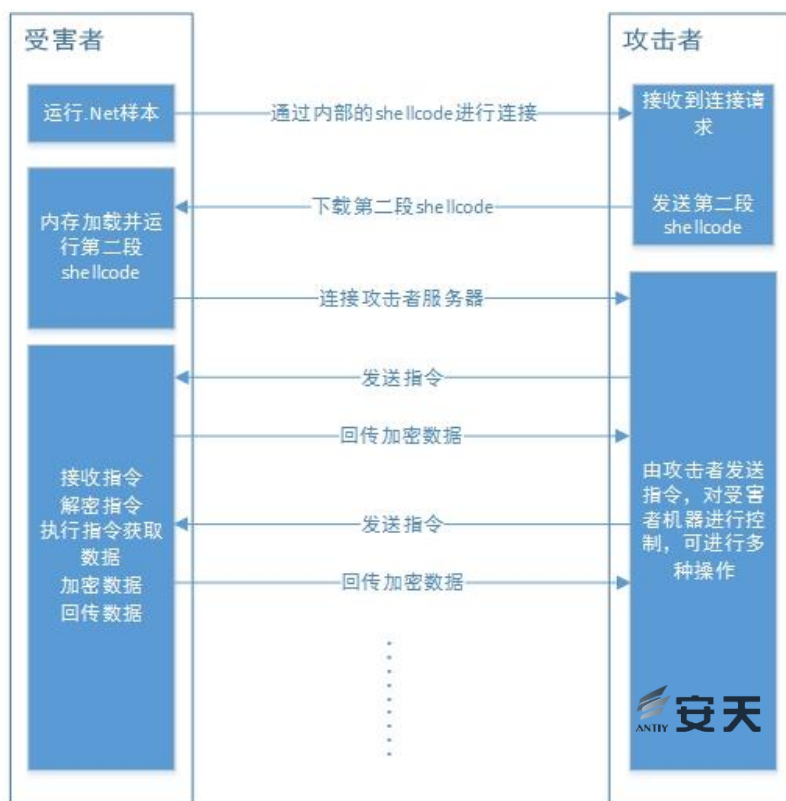 受害者
攻击者
运行.Net样本
通过内部的shellcode进行连接
接收到连接请
求
下载第二段shellcode
发送第二段
shellcode
内存加载并运
行第二段
shellcode
连接攻击者服务器
发送指令
回传加密数据
接收指令
解密指令
执行指令获取
数据
加密数据
回传数据
发送指令
回传加密数据
由攻击者发送
指令，对受害
者机器进行控
制，可进行多
种操作
安天
ANTIY